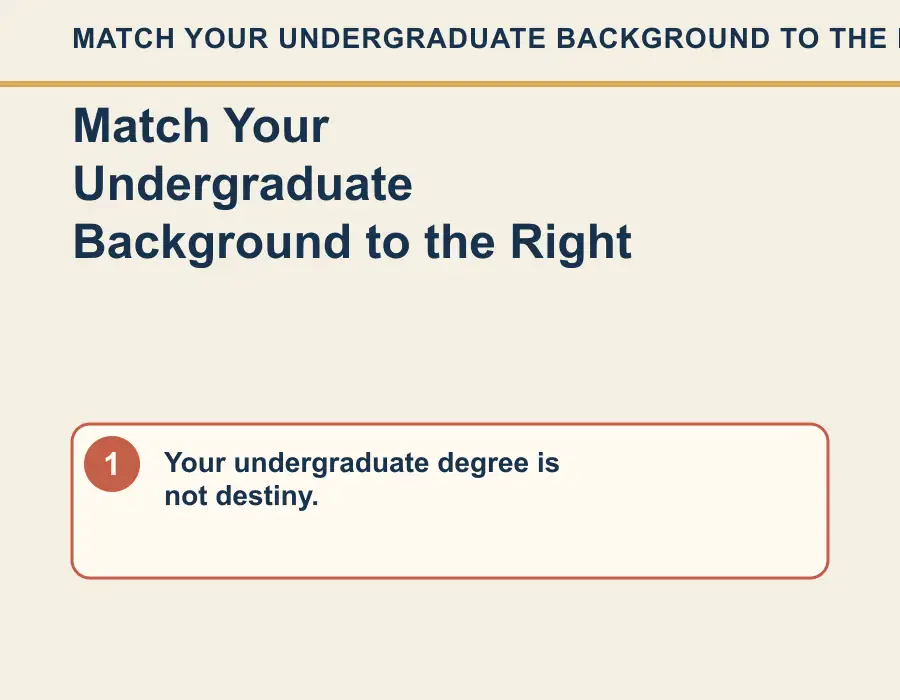 MATCH YOUR UNDERGRADUATE BACKGROUND TO THE
Match Your
Undergraduate
Background to the Right
1
Your undergraduate degree is
not destiny.